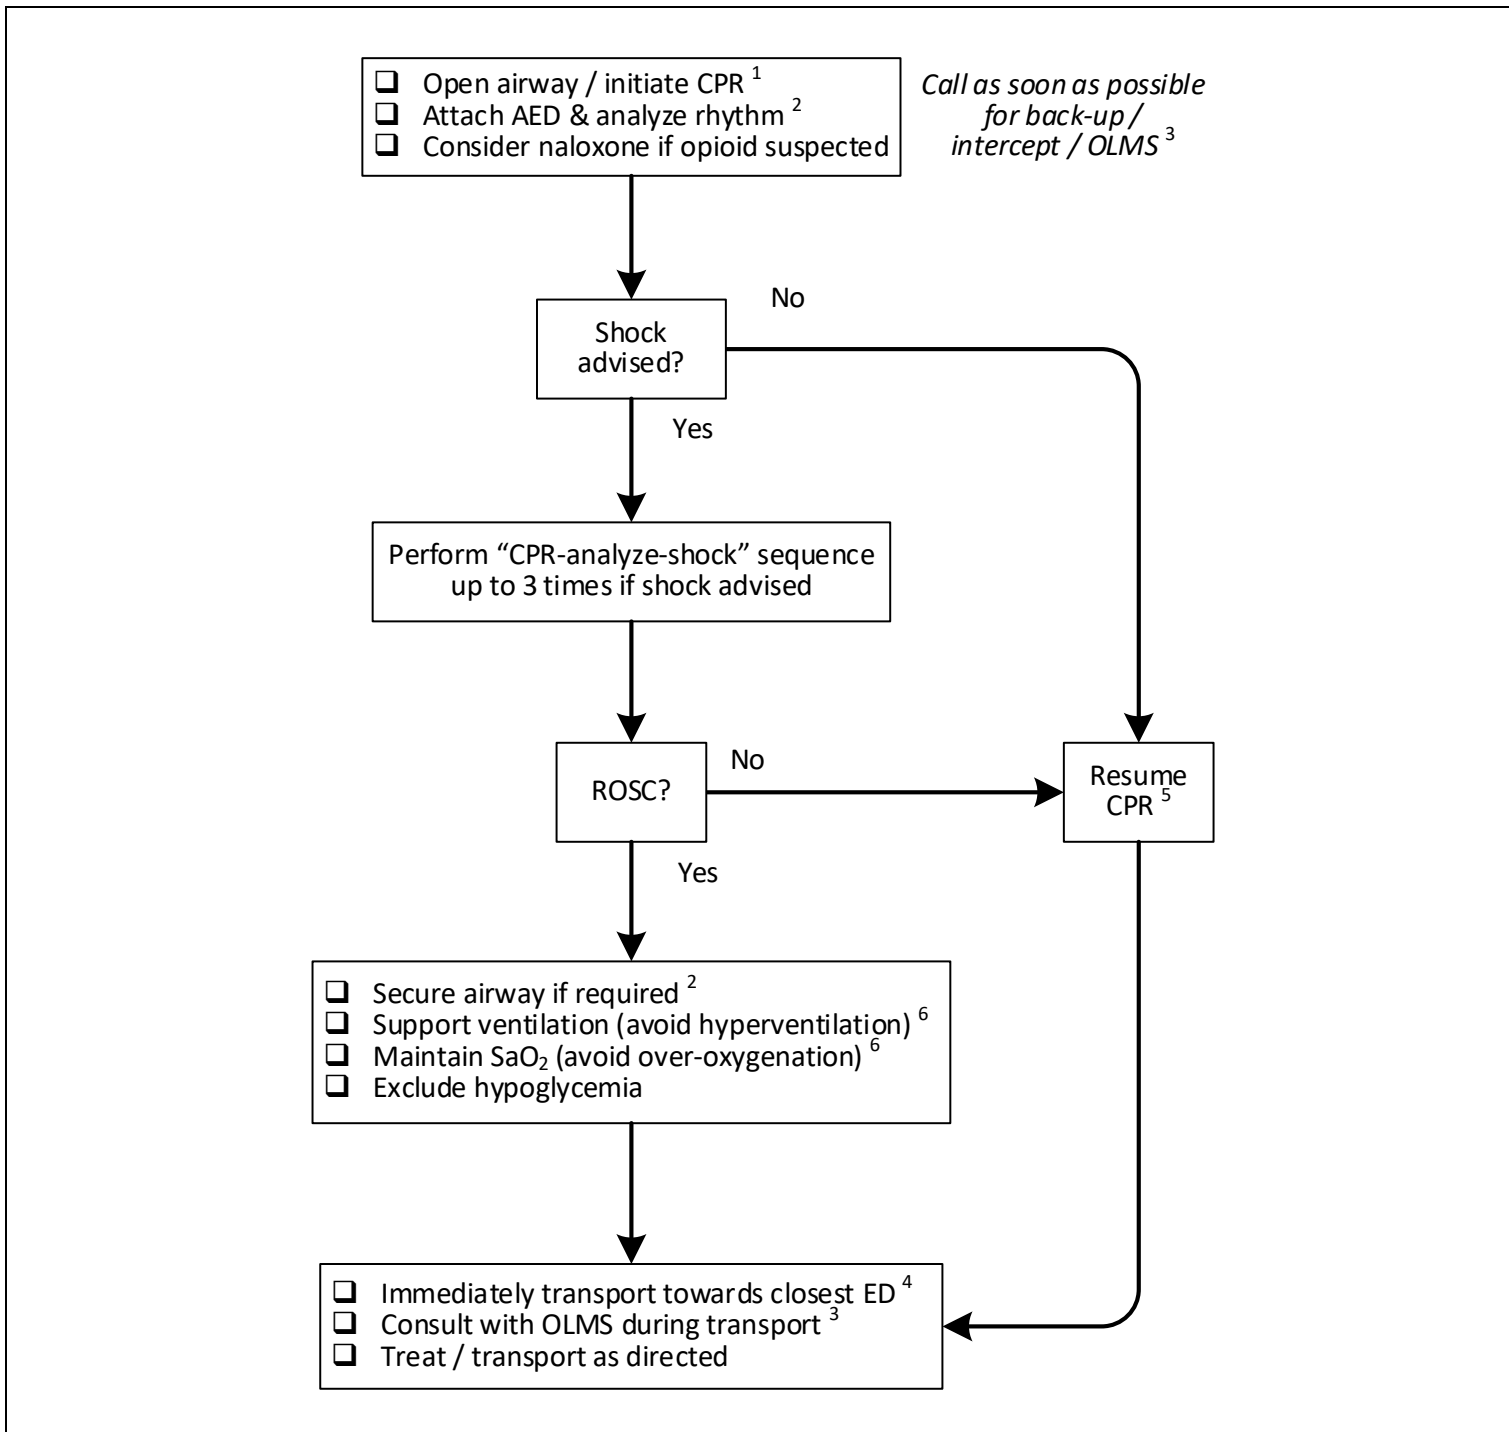 ❑ Open airway / initiate CPR 1
❑ Attach AED & analyze rhythm 2
❑ Consider naloxone if opioid suspected
Call as soon as possible
for back-up /
intercept / OLMS 3
No
Shock
advised?
Yes
Perform “CPR-analyze-shock” sequence
up to 3 times if shock advised
ROSC?
No
Resume
CPR 5
Yes
❑ Secure airway if required 2
❑ Support ventilation (avoid hyperventilation) 6
❑ Maintain SaO2 (avoid over-oxygenation) 6
❑ Exclude hypoglycemia
❑ Immediately transport towards closest ED 4
❑ Consult with OLMS during transport 3
❑ Treat / transport as directed